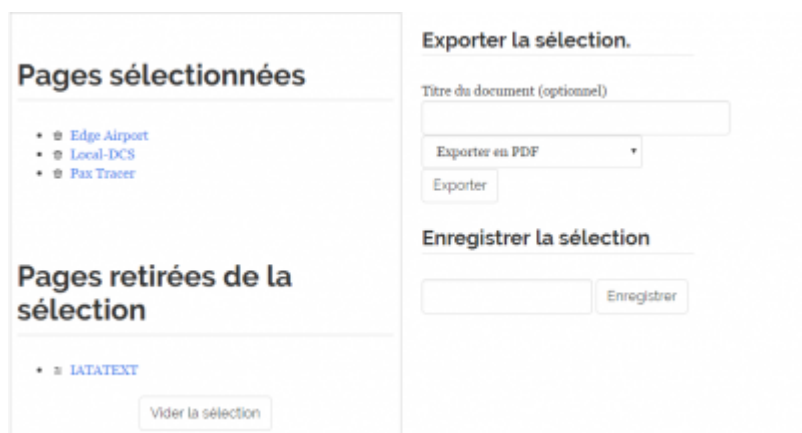 Pages sélectionnées
Edge Airport
Local-DCS
Pax Tracer
Pages retirées de la
sélection
IATATEXT
Vider la sélection
Exporter la sélection.
Titre du document (optionnel)
Exporter en PDF
Exporter
Enregistrer la sélection
Enregistrer